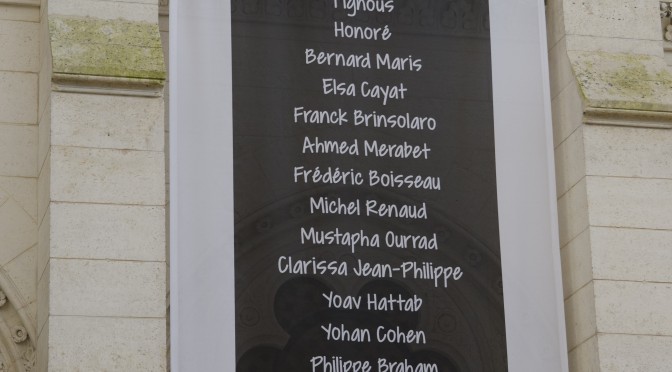 Tignous
Honoré
Bernard Maris
Elsa Cayat
Franck Brinsolaro
Ahmed Merabet
Frédéric Boisseau
Michel Renaud
Mustapha Ourrad
Clarissa Jean-Philippe
Yoav Hattab
Yohan Cohen
Philippe Braham